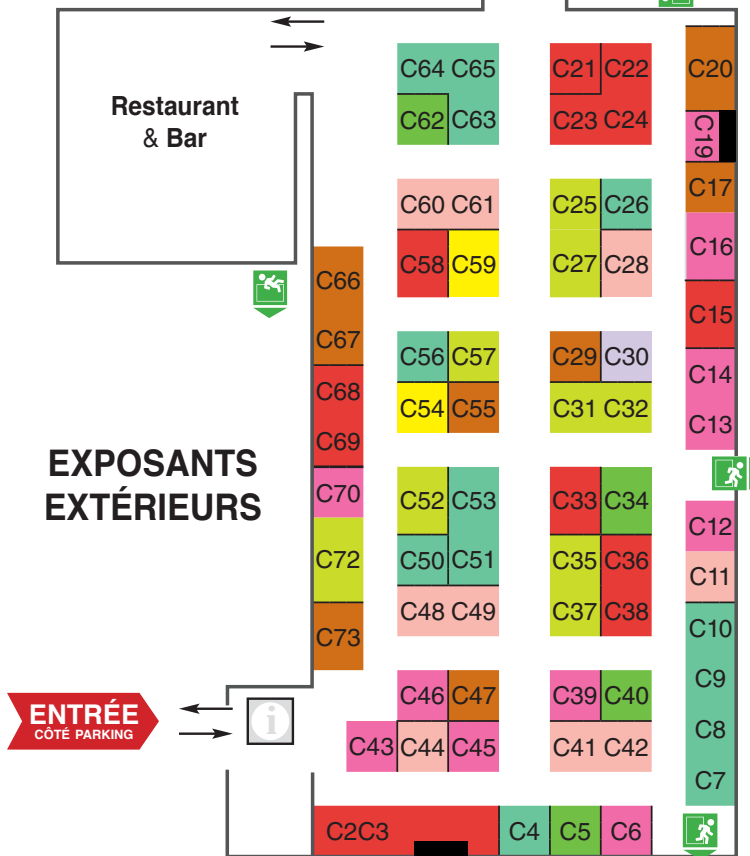 Restaurant
& Bar
C64 C65
C62 C63
C21 C22
C23 C24
C20
C19
C17
C60 C61
C58 C59
C25 C26
C27 C28
C16
C15
C66
C67
C68
C69
C70
C72
C73
C56 C57
C54 C55
C29 C30
C31 C32
C14
C13
EXPOSANTS
EXTÉRIEURS
C52 C53
C50 C51
C48 C49
C33 C34
C35 C36
C37 C38
C12
C11
C10
C9
C8
C7
ENTRÉE
CÔTÉ PARKING
i
C46 C47
C43 C44 C45
C39 C40
C41 C42
C2C3 C4 C5 C6